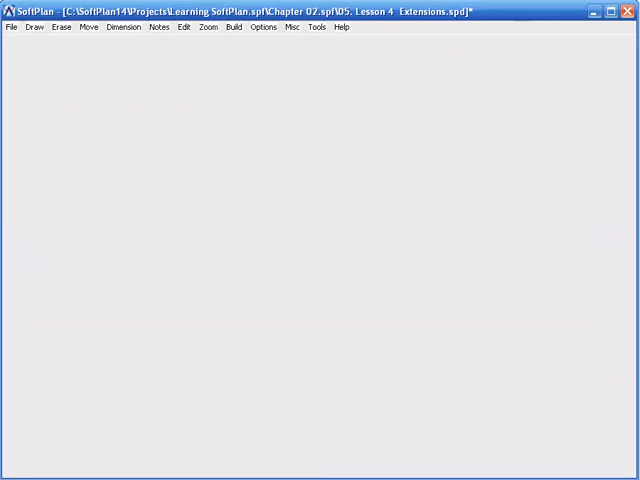 SoftPlan - [C:\SoftPlan14\Projects\Learning SoftPlan.spf\Chapter 02.spf\05. Lesson 4  Extensions.spd]*
File Draw Erase Move Dimension Notes Edit Zoom Build Options Misc Tools Help